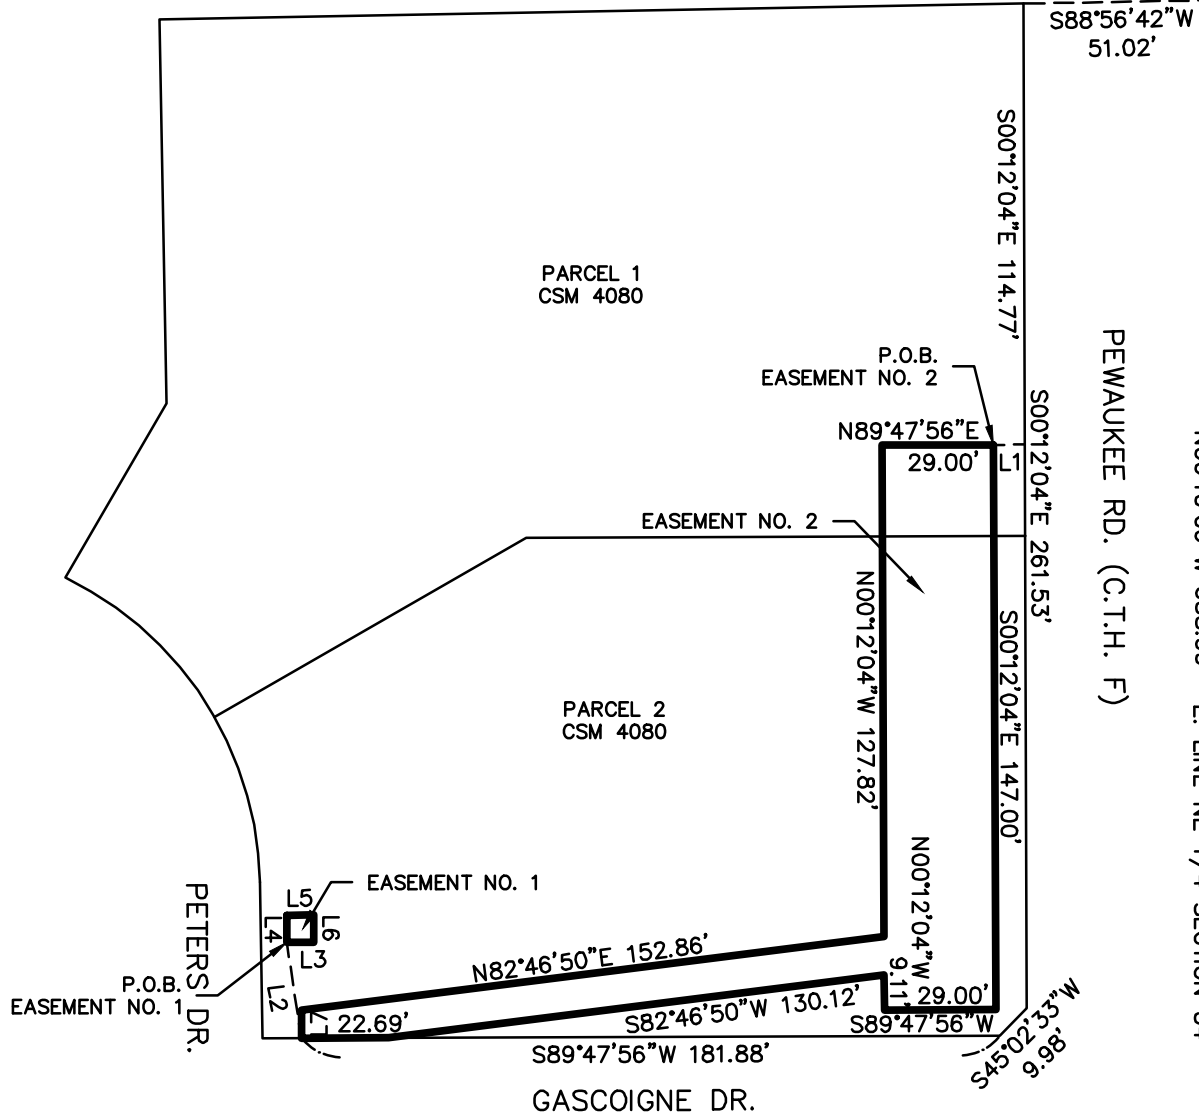 S88°56'42"W
51.02'
S00°12'04"E 114.77'
PARCEL 1
CSM 4080
PEWAUKEE RD. (C.T.H. F)
P.O.B.
EASEMENT NO. 2
N89°47'56"E
29.00'
L1
S00°12'04"E 261.53'
EASEMENT NO. 2
N00°12'04"W 127.82'
S00°12'04"E 147.00'
PARCEL 2
CSM 4080
N00°12'04"W
9.11'
EASEMENT NO. 1
L5
L4
L6
L3
PETERS DR.
P.O.B.
EASEMENT NO. 1
L2
N82°46'50"E 152.86'
L7
22.69'
S82°46'50"W 130.12'
29.00'
S89°47'56"W
S45°02'33"W
9.98'
S89°47'56"W 181.88'
GASCOIGNE DR.